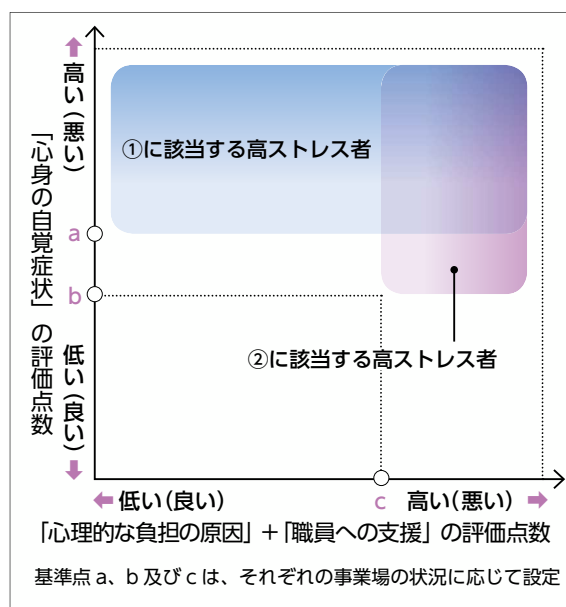 高い(悪い)
①に該当する高ストレス者
「心身の自覚症状」の評価点数
a
b
②に該当する高ストレス者
低い(良い)
低い(良い)
c
高い(悪い)
「心理的な負担の原因」+「職員への支援」の評価点数
基準点 a、b 及び c は、それぞれの事業場の状況に応じて設定